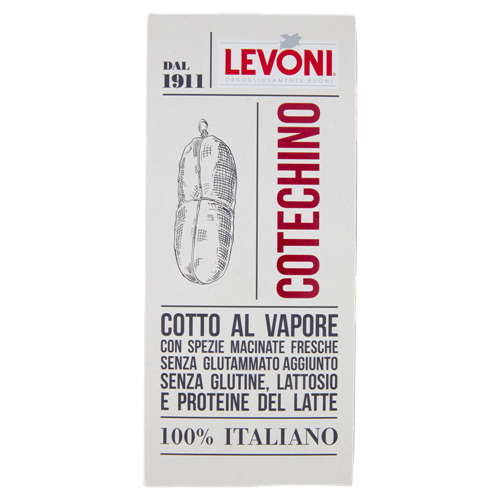 DAL
1911
LEVONI
ORGOGLIOSAMENTE BUONI
COTECHINO
COTTO AL VAPORE
CON SPEZIE MACINATE FRESCHE
SENZA GLUTAMMATO AGGIUNTO
SENZA GLUTINE, LATTOSIO
E PROTEINE DEL LATTE
100% ITALIANO